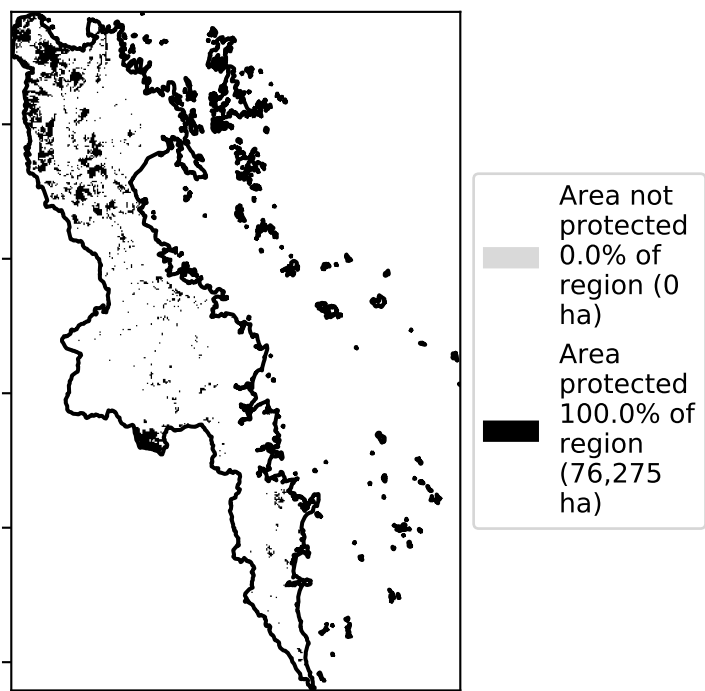 Area not
protected
0.0% of
region (0
ha)
Area
protected
100.0% of
region
(76,275
ha)